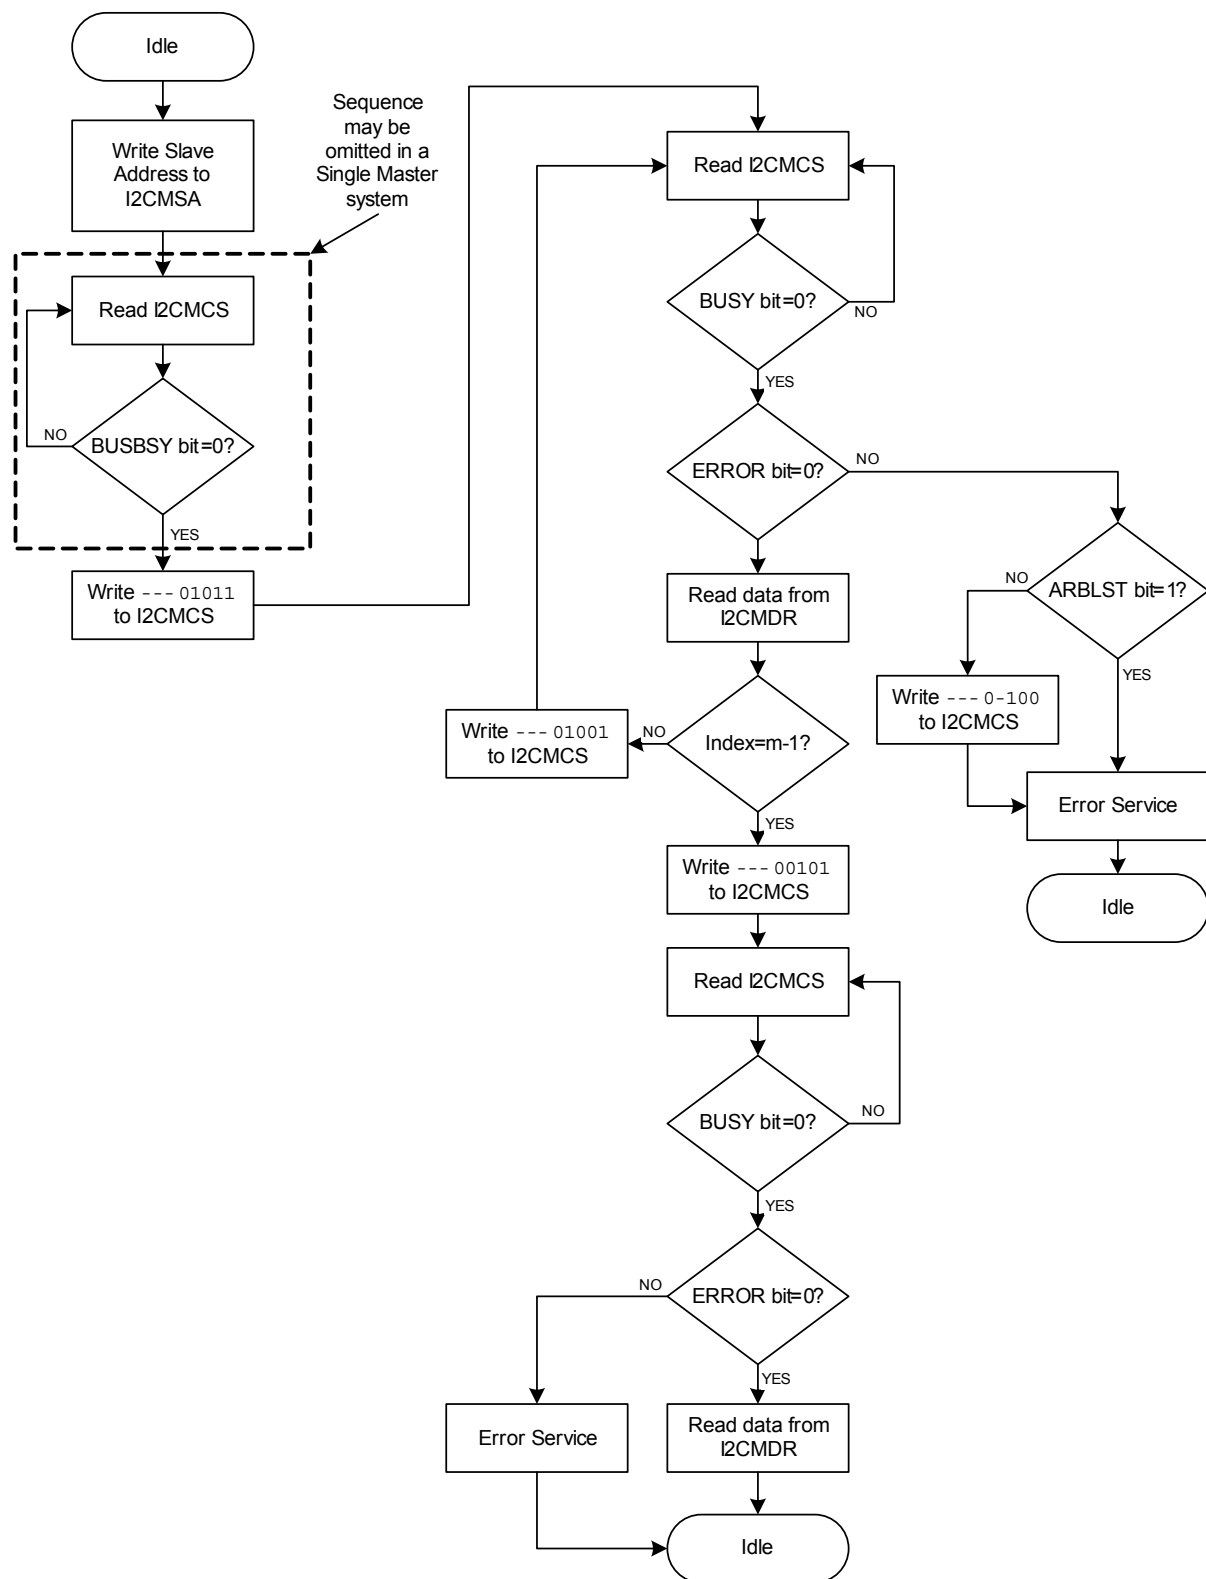 Idle
Write Slave
Address to
I2CMSA
Sequence
may be
omitted in a
Single Master
system
Read I2CMCS
BUSBSY bit=0?
NO
YES
Write --- 01011
to I2CMCS
Read I2CMCS
BUSY bit=0?
NO
YES
ERROR bit=0?
NO
Read data from
I2CMDR
ARBLST bit=1?
NO
YES
Write --- 0-100
to I2CMCS
Error Service
Idle
Index=m-1?
NO
Write --- 01001
to I2CMCS
YES
Write --- 00101
to I2CMCS
Read I2CMCS
BUSY bit=0?
NO
YES
ERROR bit=0?
NO
YES
Error Service
Read data from
I2CMDR
Idle